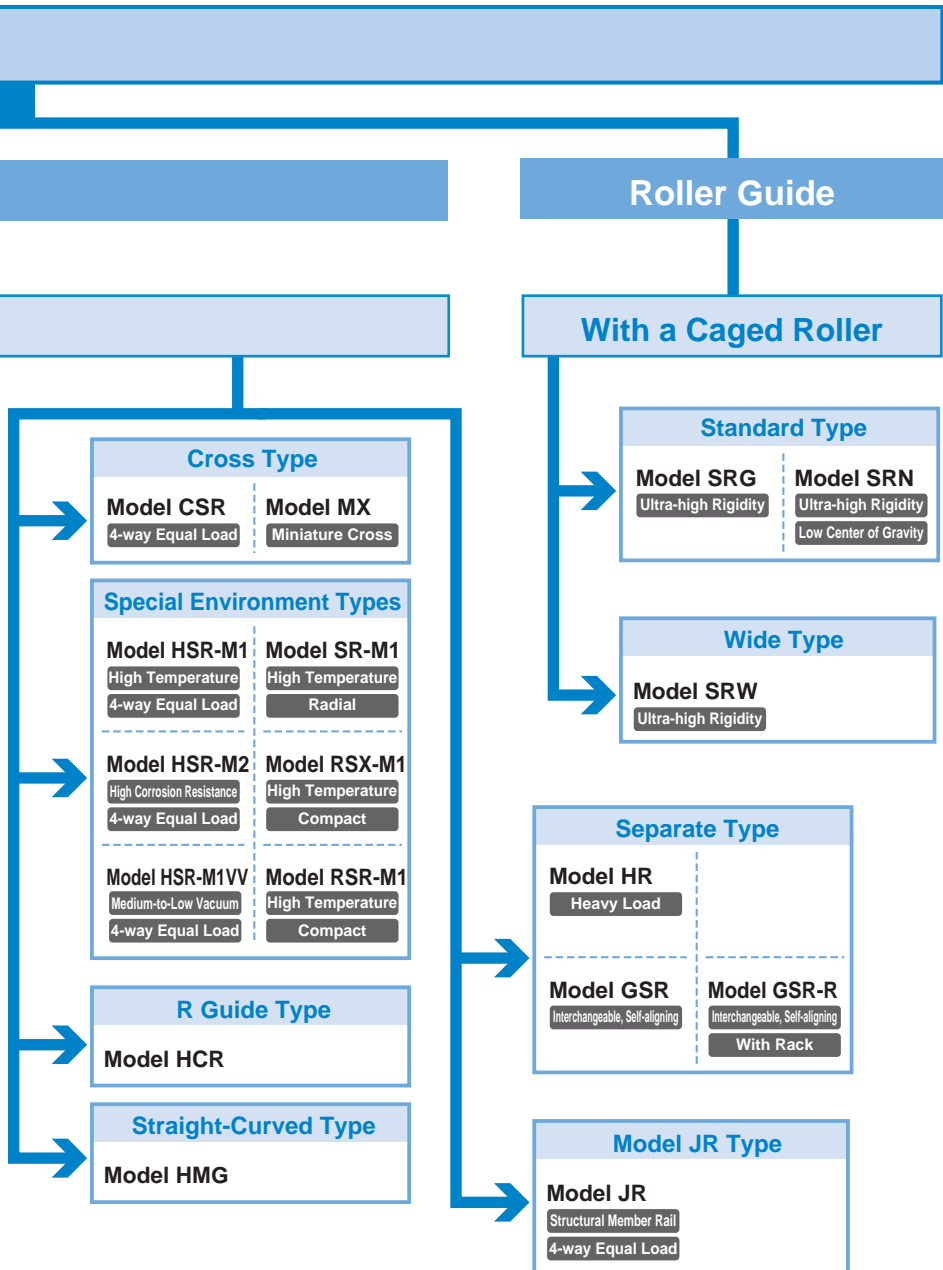 Roller Guide
With a Caged Roller
Cross Type
Model CSR
4-way Equal Load
Model MX
Miniature Cross
Special Environment Types
Model HSR-M1
High Temperature
4-way Equal Load
Model SR-M1
High Temperature
Radial
Model HSR-M2
High Corrosion Resistance
4-way Equal Load
Model RSX-M1
High Temperature
Compact
Model HSR-M1VV
Medium-to-Low Vacuum
4-way Equal Load
Model RSR-M1
High Temperature
Compact
R Guide Type
Model HCR
Straight-Curved Type
Model HMG
Standard Type
Model SRG
Ultra-high Rigidity
Model SRN
Ultra-high Rigidity
Low Center of Gravity
Wide Type
Model SRW
Ultra-high Rigidity
Separate Type
Model HR
Heavy Load
Model GSR
Interchangeable, Self-aligning
Model GSR-R
Interchangeable, Self-aligning
With Rack
Model JR Type
Model JR
Structural Member Rail
4-way Equal Load